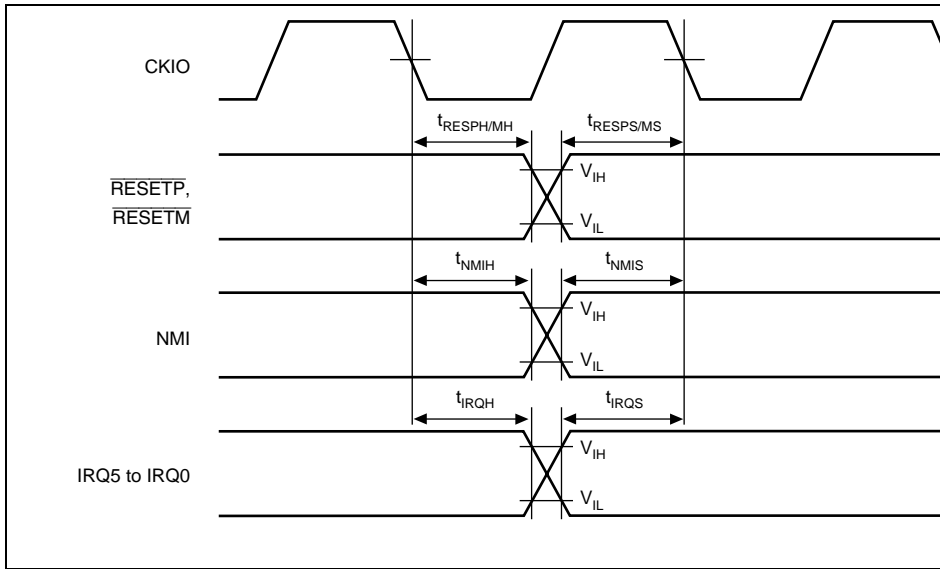 CKIO
tRESPH/MH tRESPS/MS
RESETP,
RESETM
VIH
VIL
tNMIH tNMIS
NMI
VIH
VIL
tIRQH tIRQS
IRQ5 to IRQ0
VIH
VIL